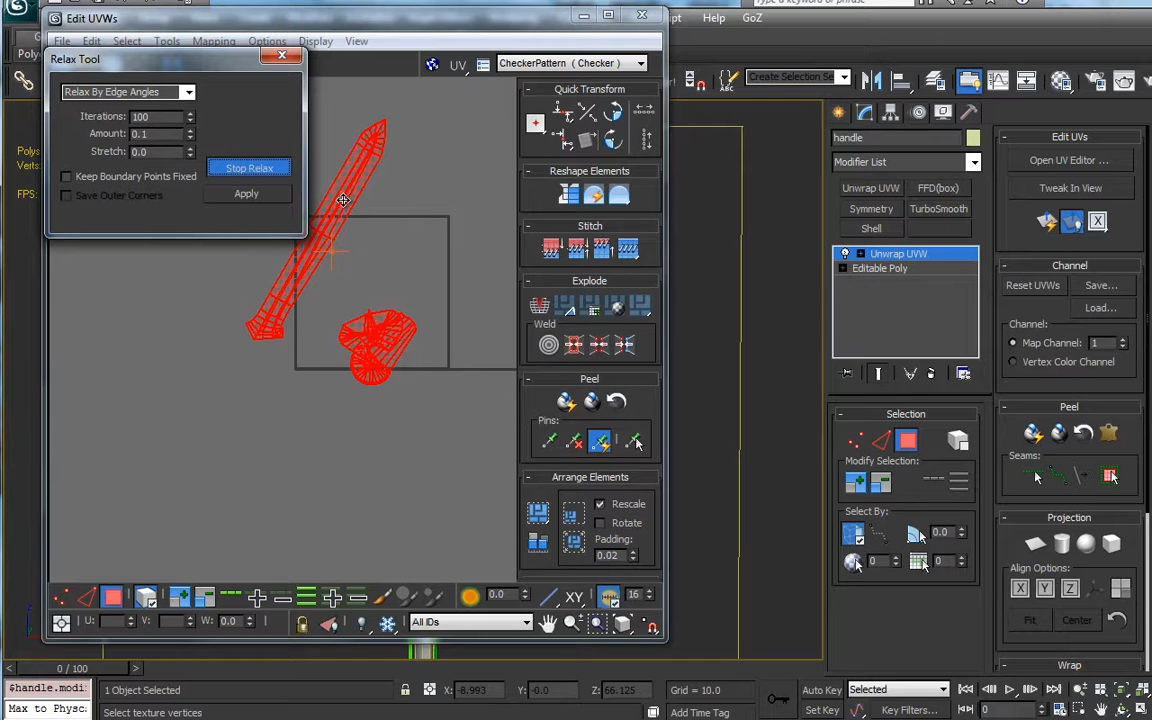 Edit UVWs
ript Help GoZ
File Edit Select Tools Mapping Options Display View
Relax Tool
UV CheckerPattern ( Checker )
Poly
Create Selection Se
Relax By Edge Angles
Iterations: 100
Amount: 0.1
Stretch: 0.0
Stop Relax
Keep Boundary Points Fixed
Save Outer Corners
Apply
Polys
Verts:
FPS:
Quick Transform
Reshape Elements
Stitch
Explode
Weld
Peel
Pins:
Arrange Elements
Rescale
Rotate
Padding:
0.02
handle
Modifier List
Unwrap UVW FFD(box)
Symmetry TurboSmooth
Shell
Unwrap UVW
Editable Poly
Selection
Modify Selection:
Select By:
0.0
0 0
Edit UVs
Open UV Editor ...
Tweak In View
Channel
Reset UVWs Save...
Load...
Channel:
Map Channel: 1
Vertex Color Channel
Peel
Seams:
Projection
Align Options:
X Y Z
Fit Center
Wrap
0.0 XY 16
U: V: W: 0.0 All IDs
0 / 100
$handle.modi 1 Object Selected X: -8.993 Y: -0.0 Z: 66.125 Grid = 10.0 Auto Key Selected
Max to Physc Select texture vertices Add Time Tag Set Key Key Filters... 0